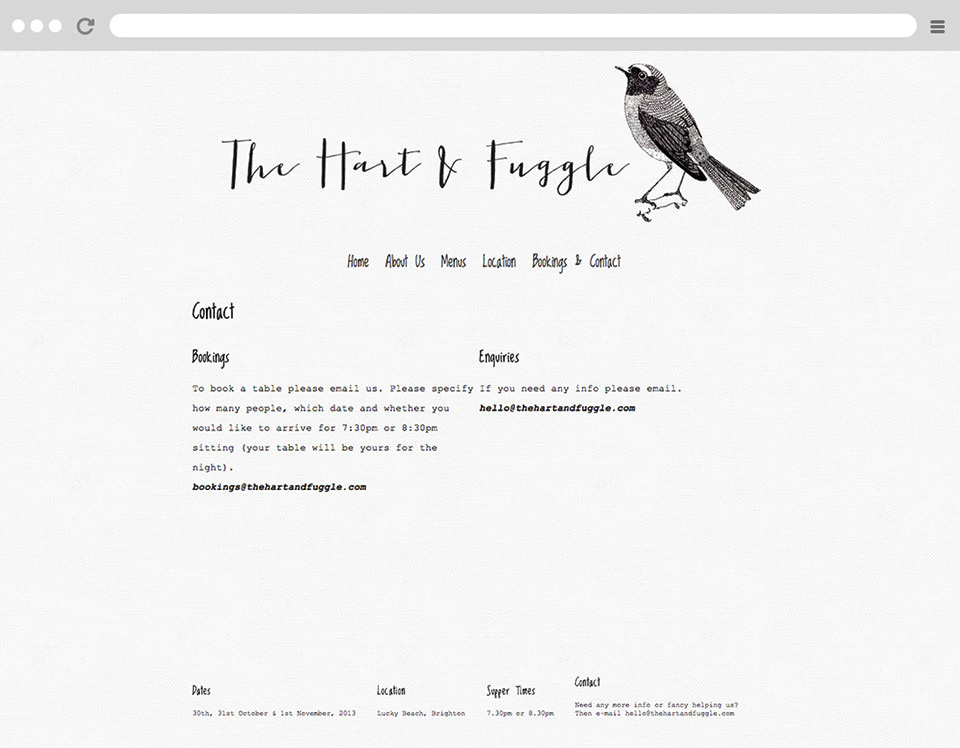 The Hart & Fuggle
Home About Us Menus Location Bookings & Contact
Contact
Bookings
To book a table please email us. Please specify
how many people, which date and whether you
would like to arrive for 7:30pm or 8:30pm
sitting (your table will be yours for the
night).
bookings@thehartandfuggle.com
Enquiries
If you need any info please email.
hello@thehartandfuggle.com
Dates
30th, 31st October & 1st November, 2013
Location
Lucky Beach, Brighton
Supper Times
7.30pm or 8.30pm
Contact
Need any more info or fancy helping us?
Then e-mail hello@thehartandfuggle.com